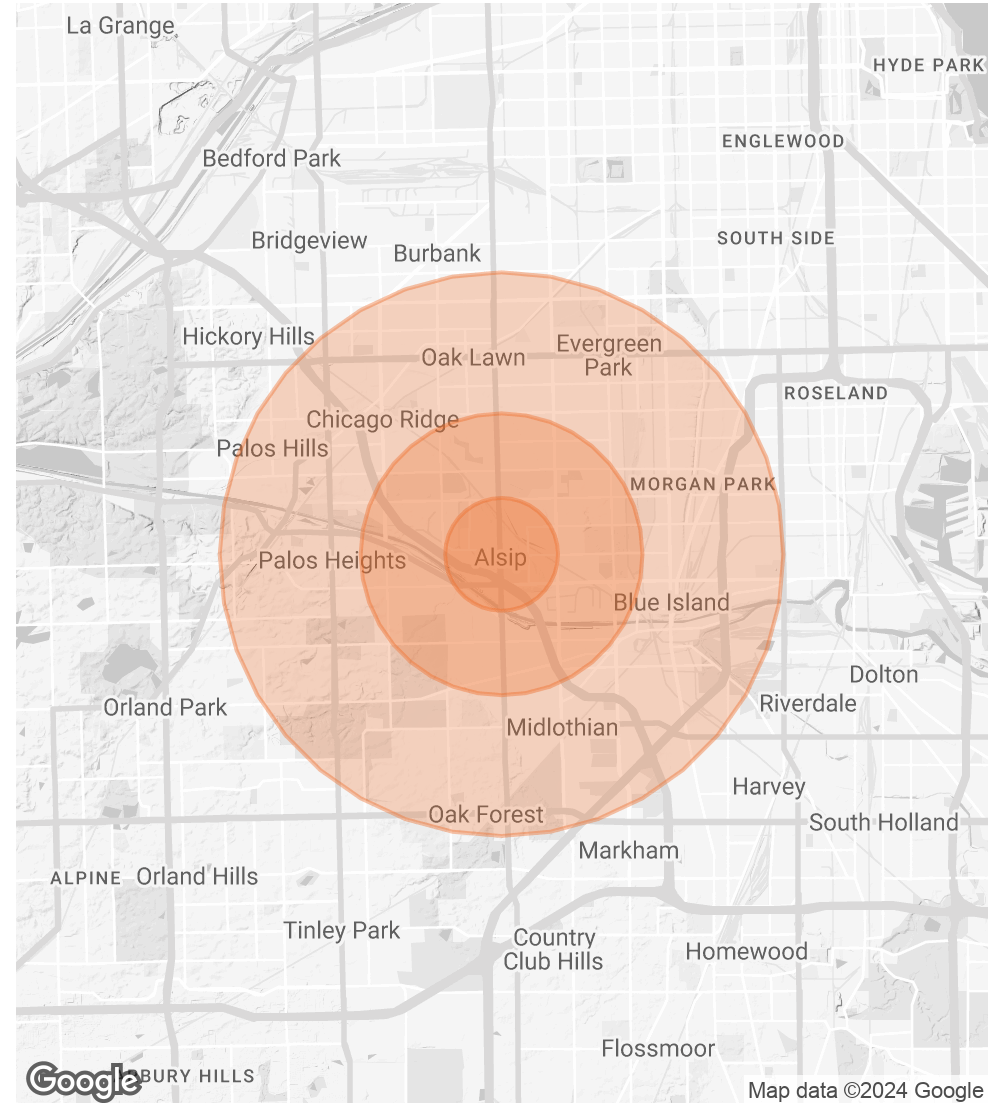 La Grange
HYDE PARK
ENGLEWOOD
Bedford Park
SOUTH SIDE
Bridgeview
Burbank
Hickory Hills
Evergreen
Park
Oak Lawn
ROSELAND
Chicago Ridge
Palos Hills
MORGAN PARK
Alsip
Palos Heights
Blue Island
Dolton
Riverdale
Orland Park
Midlothian
Harvey
Oak Forest
South Holland
Markham
ALPINE
Orland Hills
Tinley Park
Country
Club Hills
Homewood
Flossmoor
BURY HILLS
Google
Map data ©2024 Google